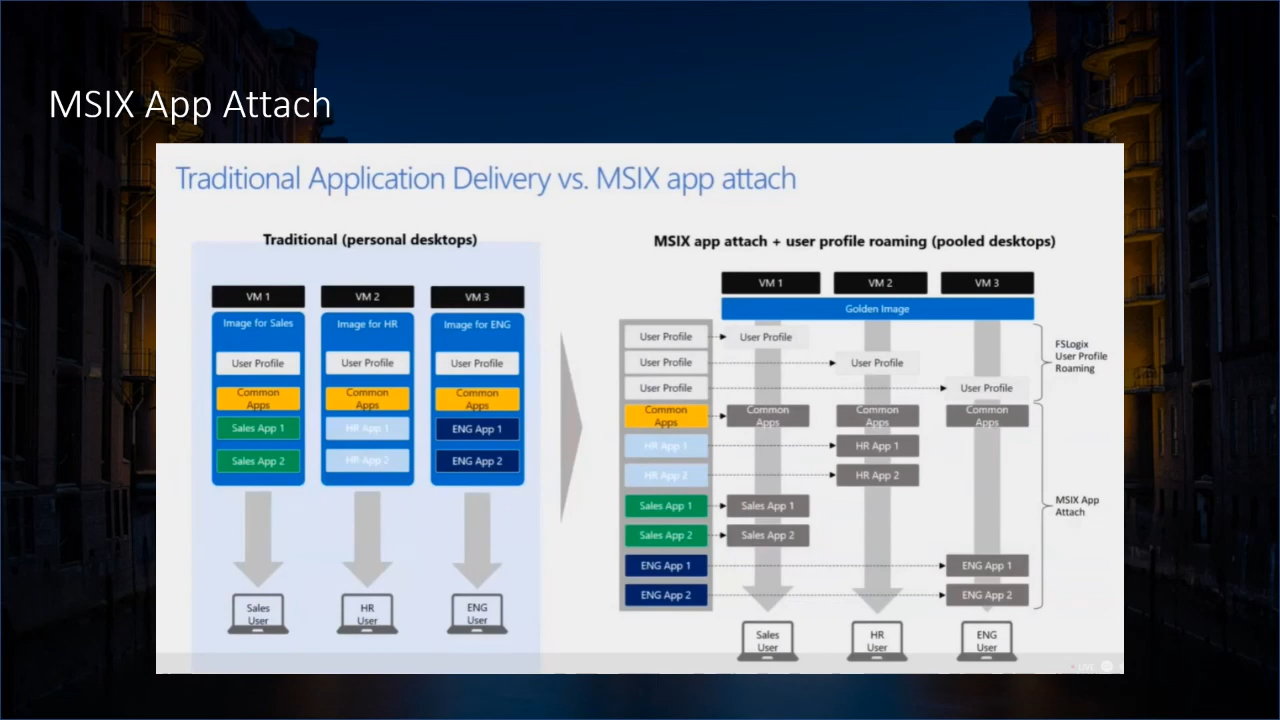 MSIX App Attach
Traditional Application Delivery vs. MSIX app attach
Traditional (personal desktops)
VM 1
VM 2
VM 3
Image for Sales
Image for HR
Image for ENG
User Profile
User Profile
User Profile
Common
Apps
Common
Apps
Common
Apps
Sales App 1
HR App 1
ENG App 1
Sales App 2
HR App 2
ENG App 2
Sales
User
HR
User
ENG
User
MSIX app attach + user profile roaming (pooled desktops)
VM 1
VM 2
VM 3
Golden Image
User Profile
User Profile
User Profile
User Profile
User Profile
User Profile
FSLogix
User Profile
Roaming
Common
Apps
Common
Apps
Common
Apps
Common
Apps
HR App 1
HR App 1
HR App 2
HR App 2
Sales App 1
Sales App 1
Sales App 2
Sales App 2
ENG App 1
ENG App 1
ENG App 2
ENG App 2
MSIX App
Attach
Sales
User
HR
User
ENG
User
LIVE